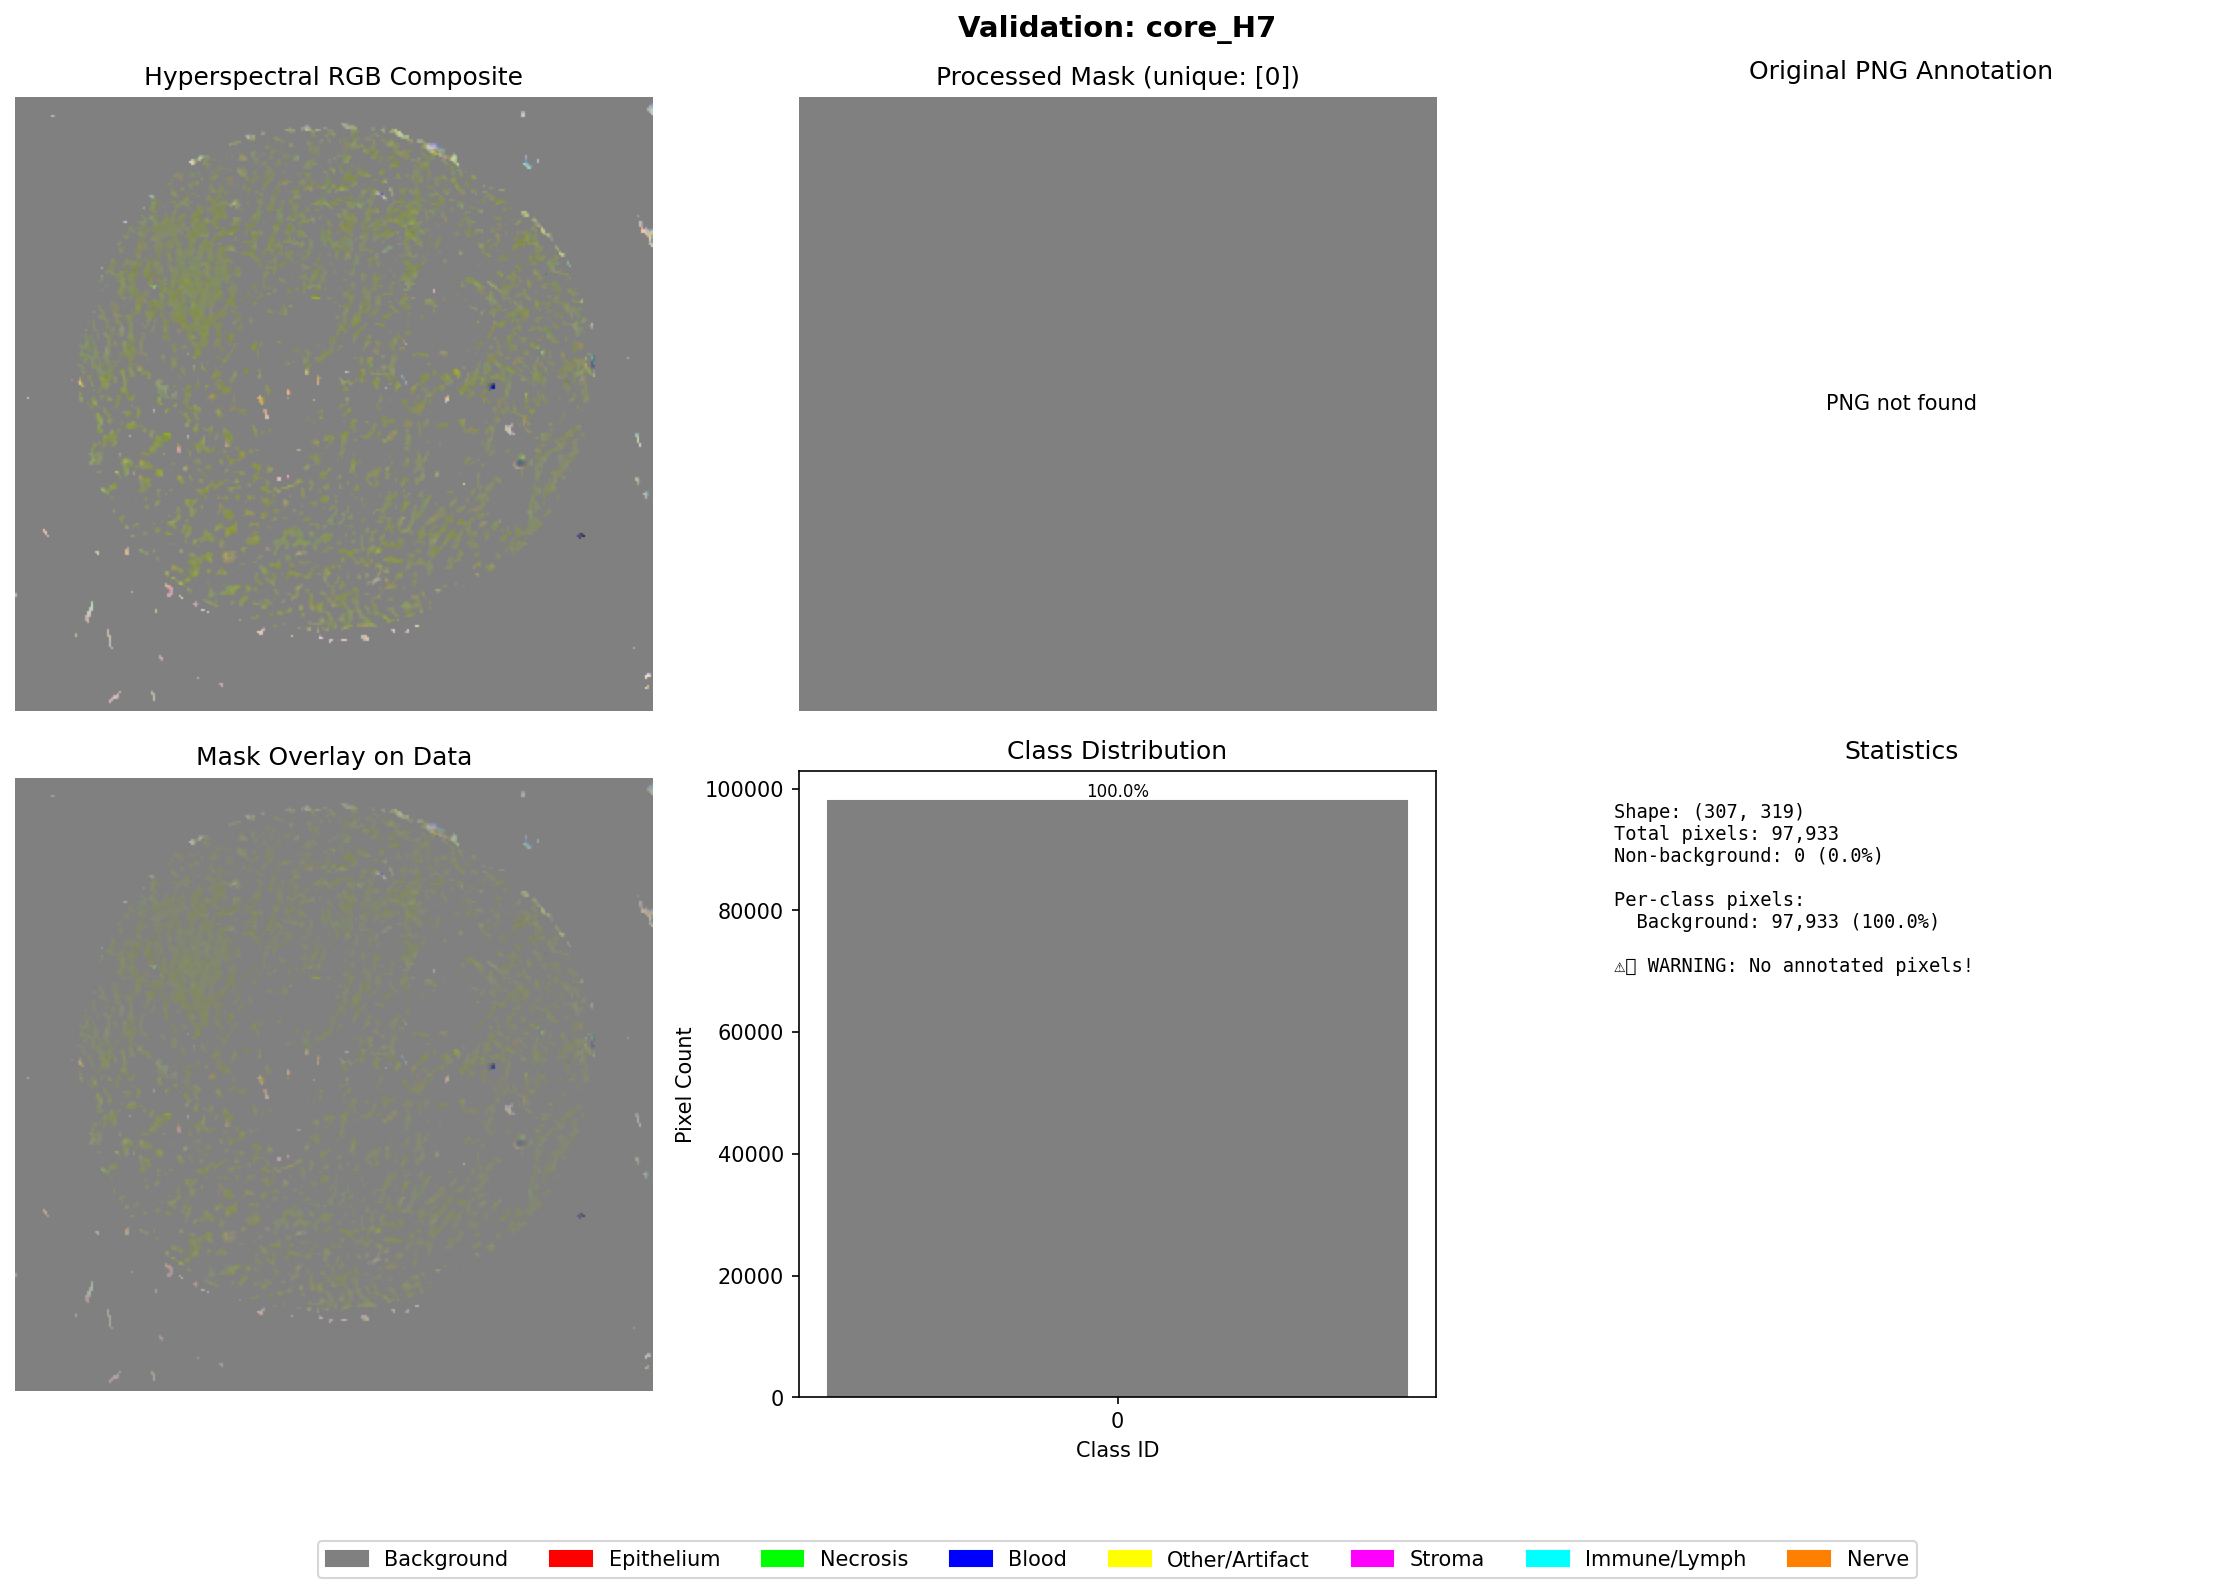 Validation: core_H7
Hyperspectral RGB Composite
Processed Mask (unique: [0])
Original PNG Annotation
PNG not found
Mask Overlay on Data
Class Distribution
100.0%
100000
80000
60000
40000
20000
0
Pixel Count
0
Class ID
Statistics
Shape: (307, 319)
Total pixels: 97,933
Non-background: 0 (0.0%)
Per-class pixels:
Background: 97,933 (100.0%)
⚠▯ WARNING: No annotated pixels!
Background
Epithelium
Necrosis
Blood
Other/Artifact
Stroma
Immune/Lymph
Nerve